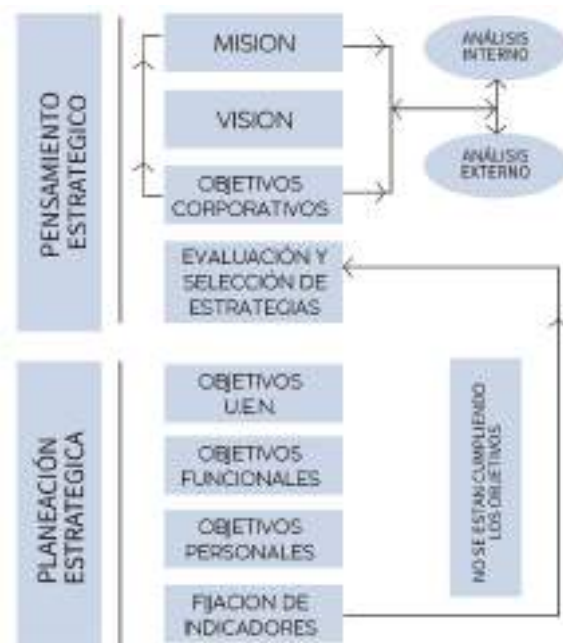 PENSAMIENTO
ESTRATEGICO
MISION
VISION
OBJETIVOS
CORPORATIVOS
EVALUACIÓN Y
SELECCIÓN DE
ESTRATEGIAS
ANÁLISIS
INTERNO
ANÁLISIS
EXTERNO
PLANEACIÓN
ESTRATEGICA
OBJETIVOS
U.E.N.
OBJETIVOS
FUNCIONALES
OBJETIVOS
PERSONALES
FIJACION DE
INDICADORES
NO SE ESTAN CUMPLIENDO
LOS OBJETIVOS